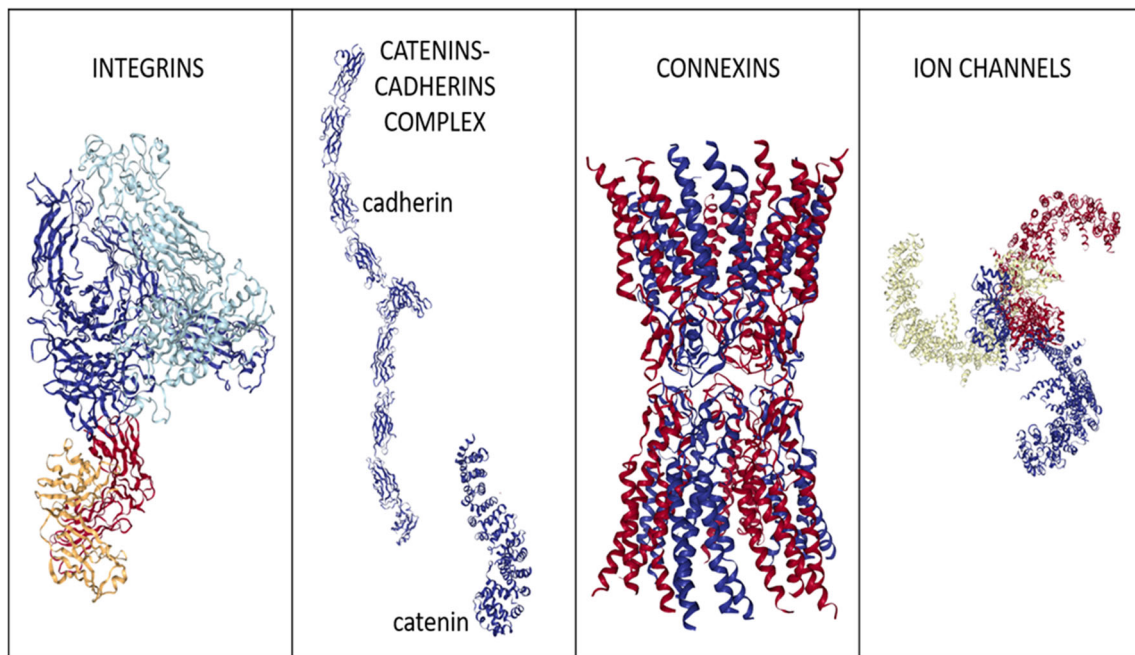 INTEGRINS
CATENINS-
CADHERINS
COMPLEX
cadherin
catenin
CONNEXINS
ION CHANNELS